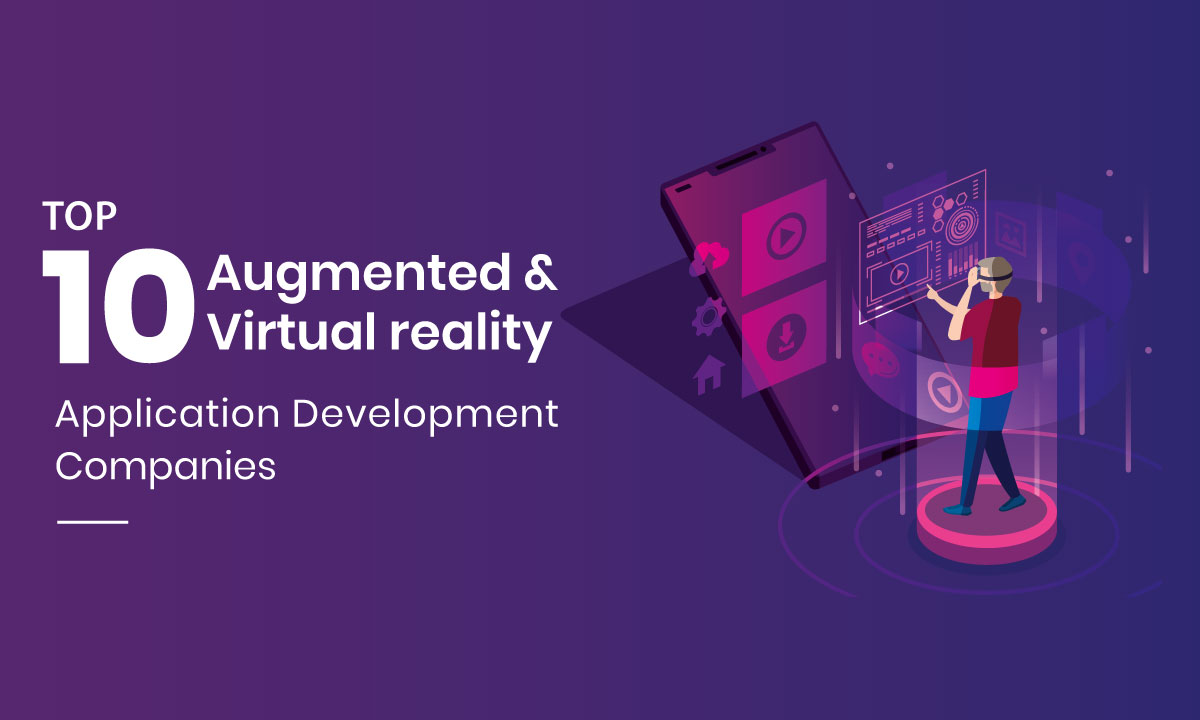 TOP
10
Augmented &
Virtual reality
Application Development
Companies